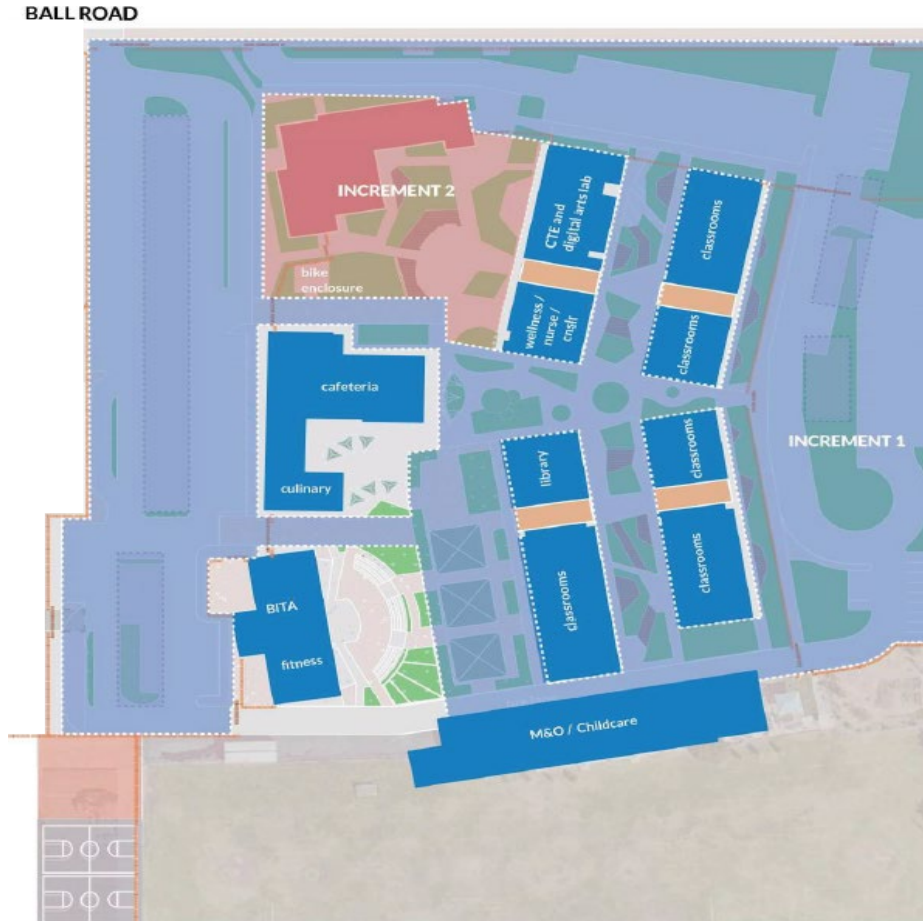 BALL ROAD
INCREMENT 2
CTE and
digital arts lab
classrooms
bike
enclosure
wellness /
nurse /
cnslr
classrooms
cafeteria
INCREMENT 1
classrooms
library
culinary
classrooms
classrooms
BITA
fitness
M&O / Childcare